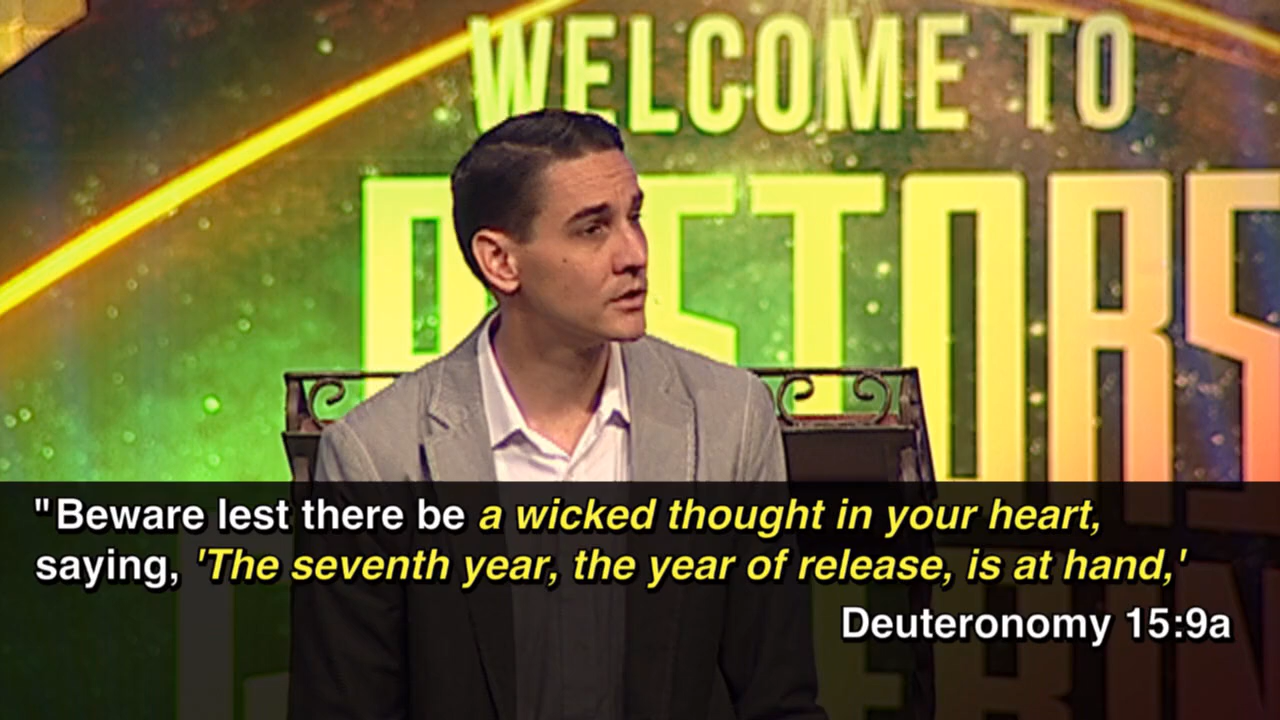 WELCOME TO
PASTORS
"Beware lest there be a wicked thought in your heart,
saying, 'The seventh year, the year of release, is at hand,'
Deuteronomy 15:9a